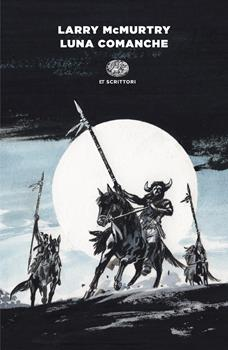 LARRY McMURTRY
LUNA COMANCHE
ET SCRITTORI